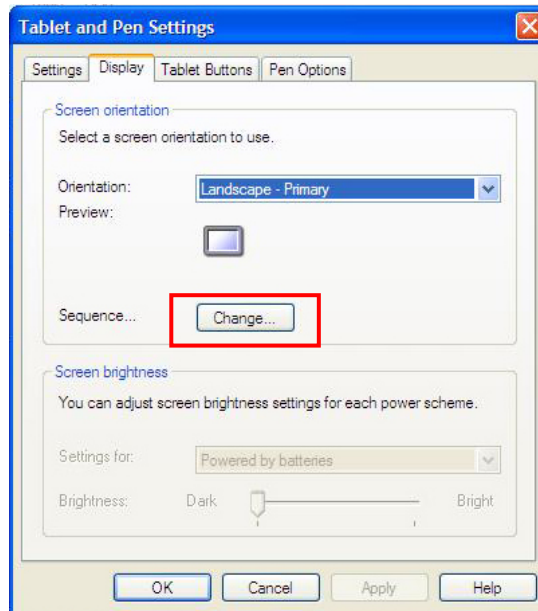 Tablet and Pen Settings
Settings Display Tablet Buttons Pen Options
Screen orientation
Select a screen orientation to use.
Orientation: Landscape - Primary
Preview:
Sequence... Change...
Screen brightness
You can adjust screen brightness settings for each power scheme.
Settings for: Powered by batteries
Brightness: Dark Bright
OK Cancel Apply Help